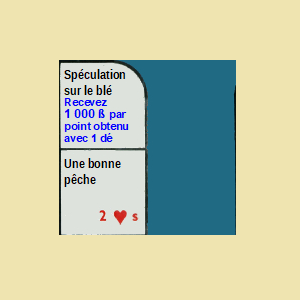 Spéculation
sur le blé
Recevez
1 000 ß par
point obtenu
avec 1 dé
Une bonne
pêche
2 ♥ s